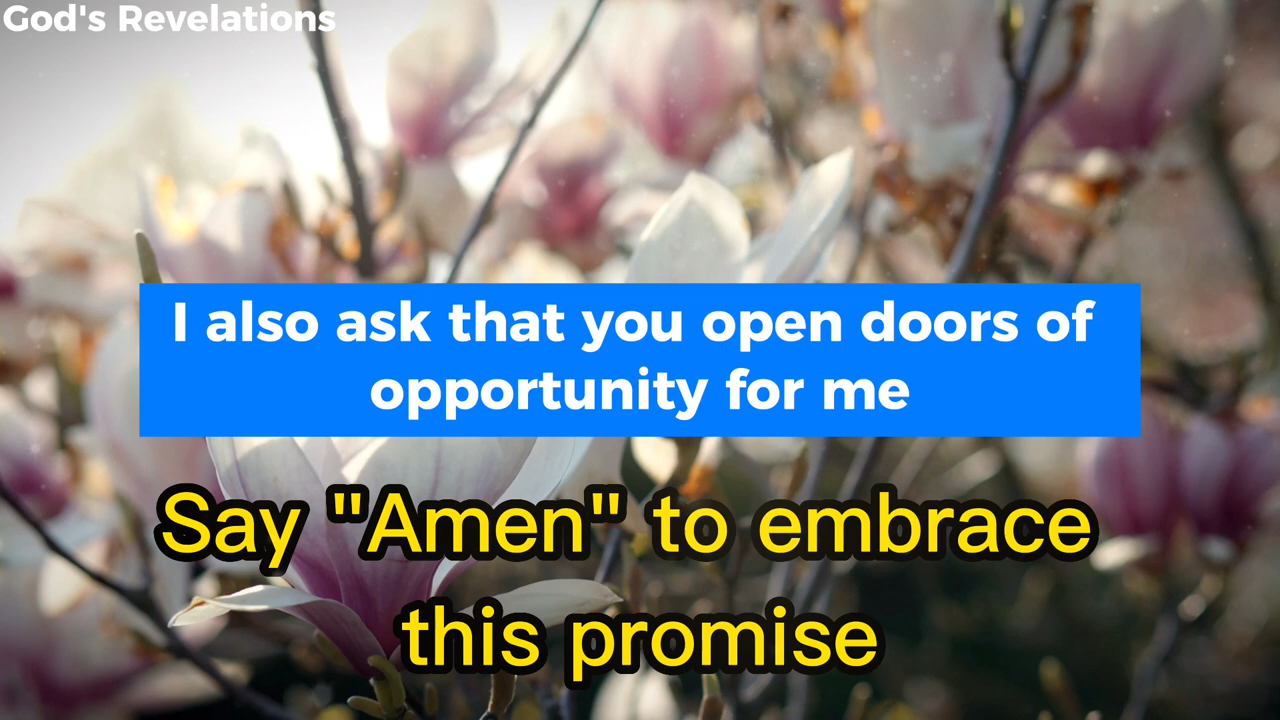 God's Revelations
I also ask that you open doors of
opportunity for me
Say "Amen" to embrace
this promise